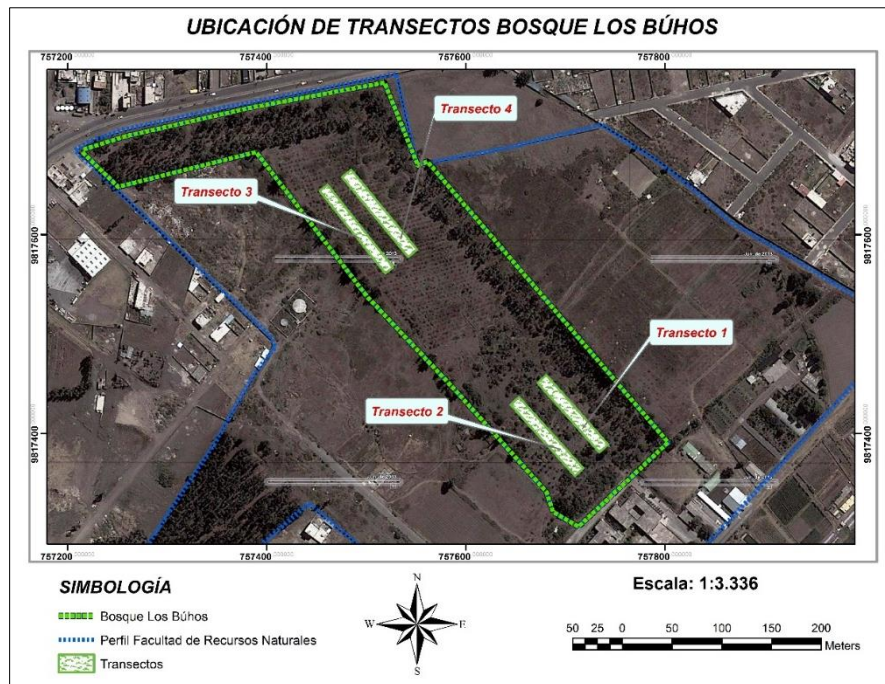 UBICACIÓN DE TRANSECTOS BOSQUE LOS BÚHOS
757200
757400
757600
757800
Transecto 4
Transecto 3
9817600
9817600
Transecto 1
Transecto 2
9817400
9817400
757200
757400
757600
757800
SIMBOLOGÍA
Bosque Los Búhos
Perfil Facultad de Recursos Naturales
Transectos
N
W
E
S
Escala: 1:3.336
50 25 0 50 100 150 200
Meters